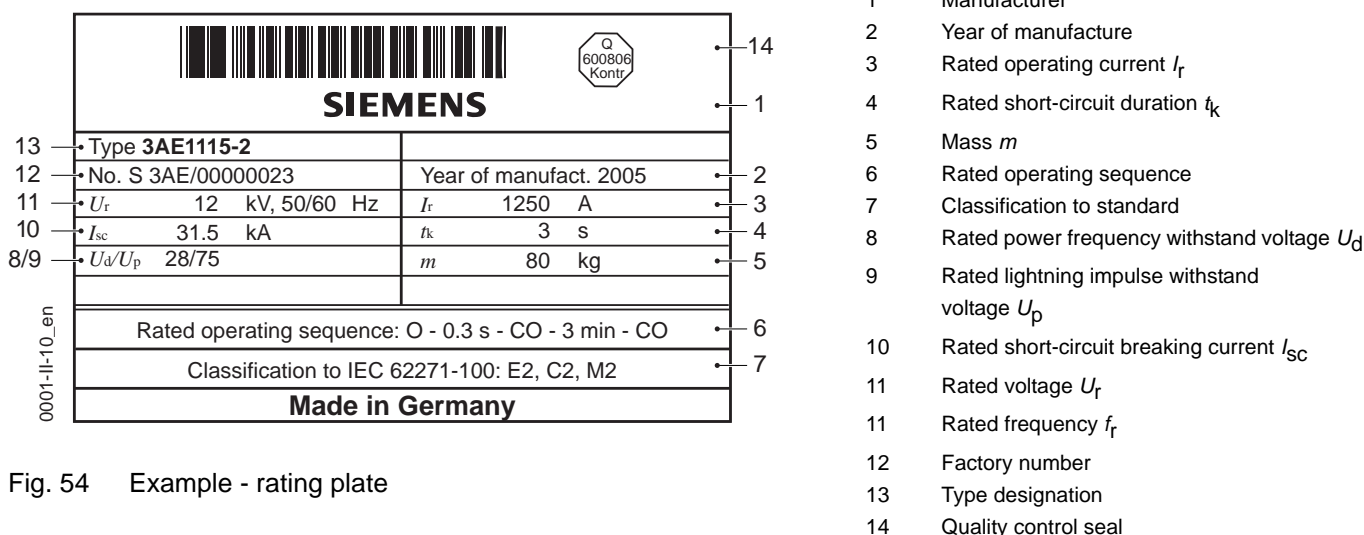 Q
600806
Kontr.
14
SIEMENS
1
13 Type 3AE1115-2
12 No. S 3AE/00000023 Year of manufact. 2005 2
11 Ur 12 kV, 50/60 Hz Ir 1250 A 3
10 Isc 31.5 kA tk 3 s 4
8/9 Ud/Up 28/75 m 80 kg 5
Rated operating sequence: O - 0.3 s - CO - 3 min - CO 6
Classification to IEC 62271-100: E2, C2, M2 7
Made in Germany
0001-II-10_en
Fig. 54 Example - rating plate
1 Manufacturer
2 Year of manufacture
3 Rated operating current Ir
4 Rated short-circuit duration tk
5 Mass m
6 Rated operating sequence
7 Classification to standard
8 Rated power frequency withstand voltage Ud
9 Rated lightning impulse withstand
voltage Up
10 Rated short-circuit breaking current ISC
11 Rated voltage Ur
11 Rated frequency fr
12 Factory number
13 Type designation
14 Quality control seal